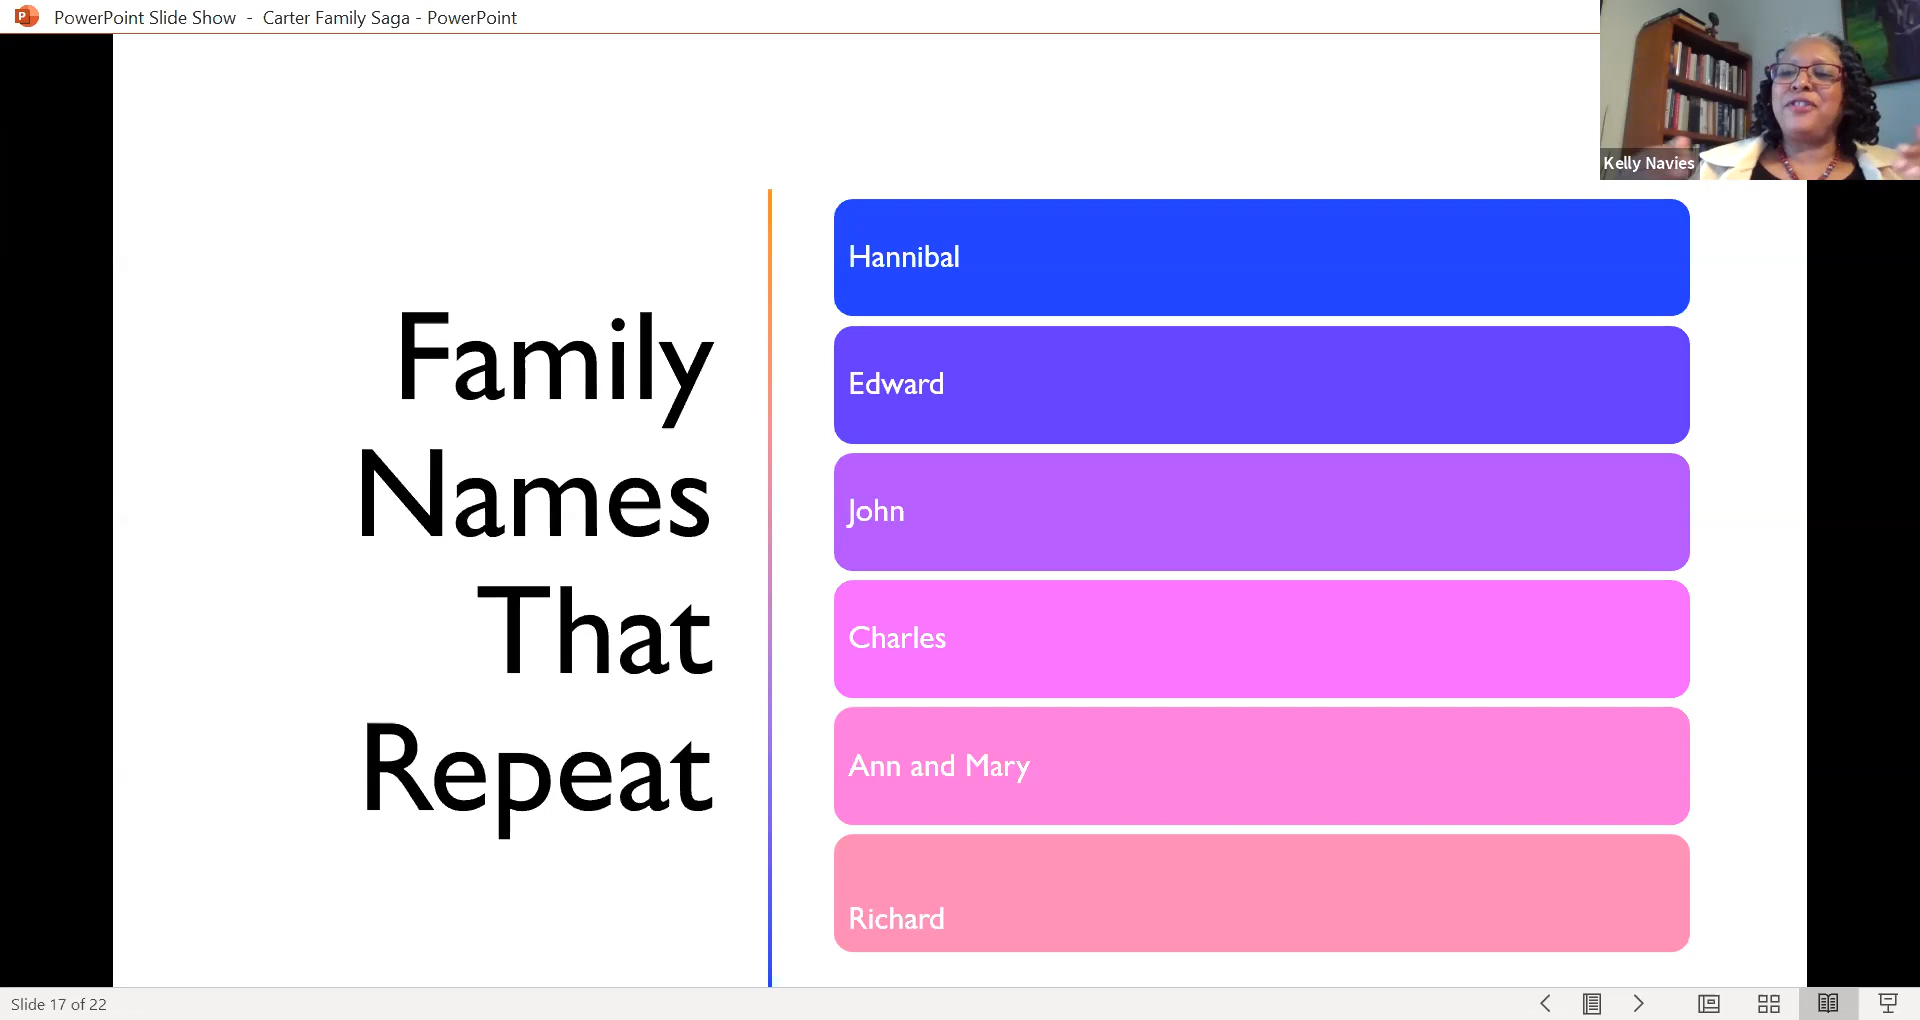 PowerPoint Slide Show - Carter Family Saga - PowerPoint
Kelly Navies
Family
Names
That
Repeat
Hannibal
Edward
John
Charles
Ann and Mary
Richard
Slide 17 of 22